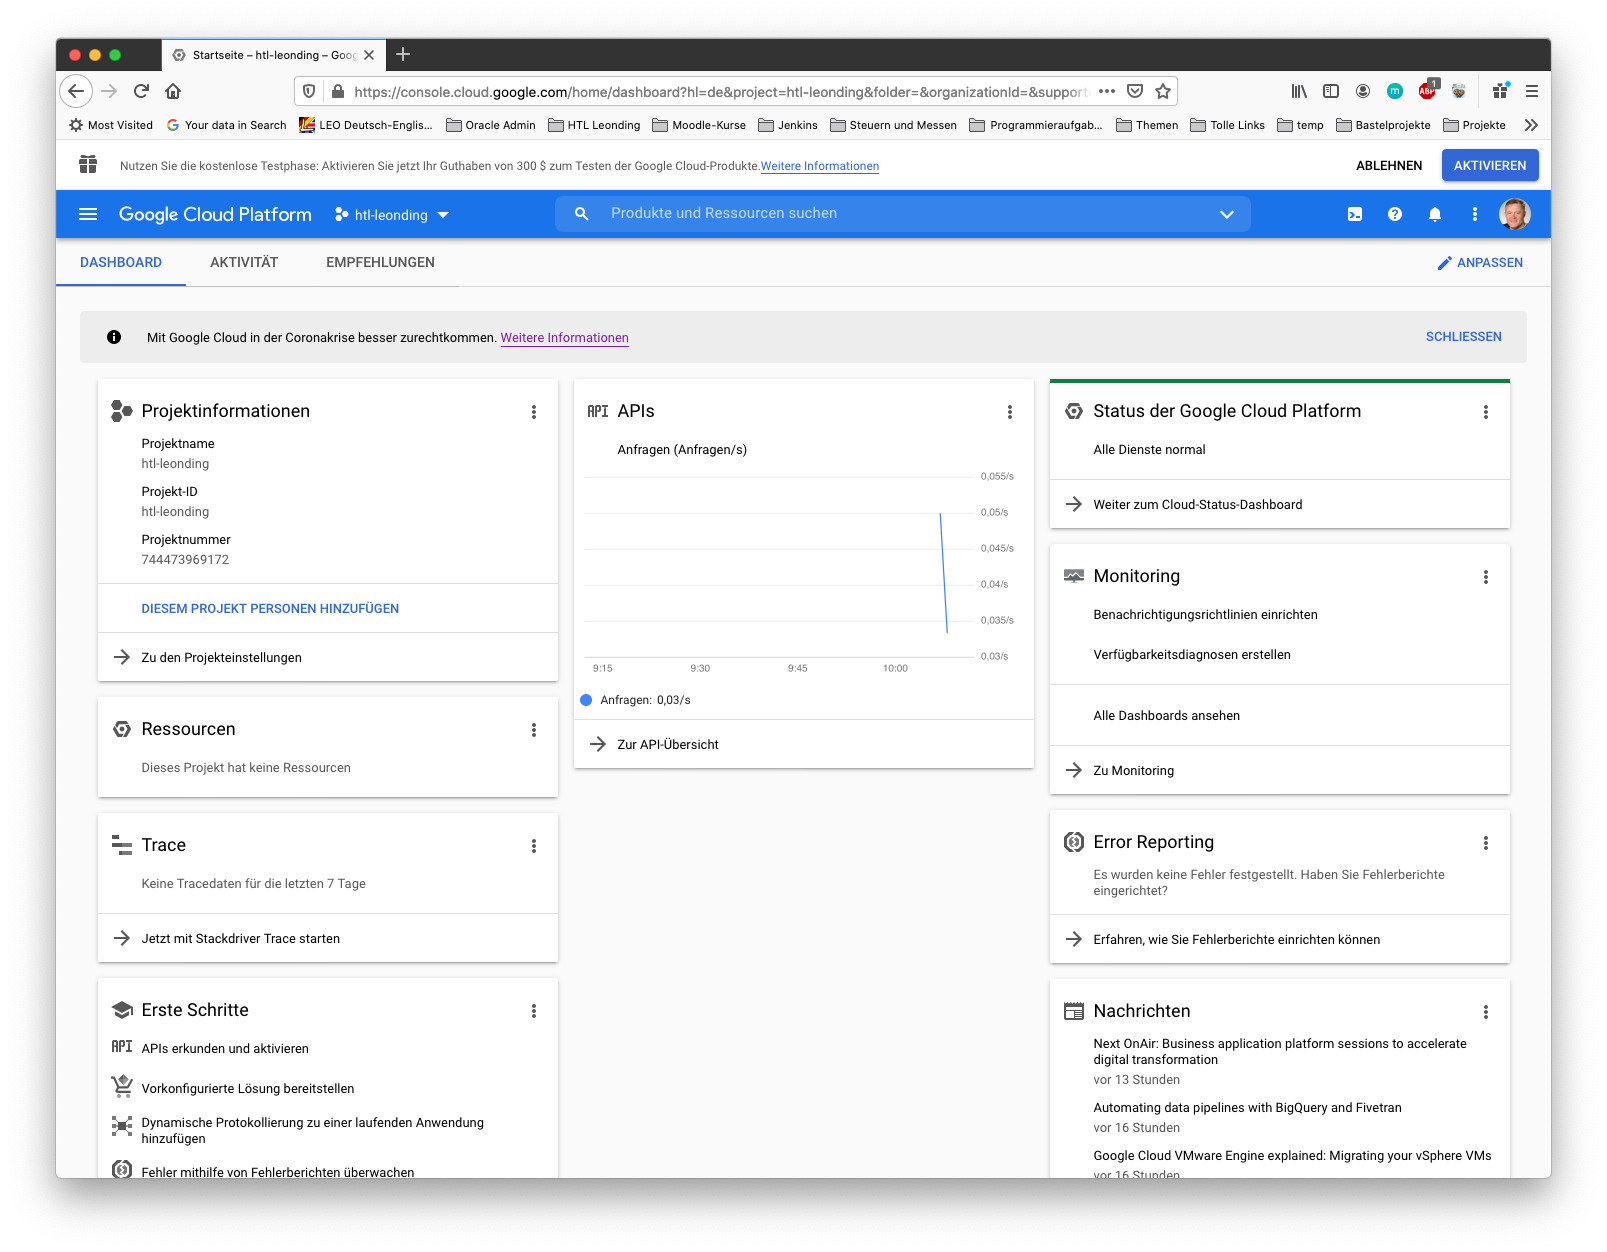 Startseite – htl-leonding – Goog
https://console.cloud.google.com/home/dashboard?hl=de&project=htl-leonding&folder=&organizationId=&support
Most Visited
Your data in Search
LEO Deutsch-Englis...
Oracle Admin
HTL Leonding
Moodle-Kurse
Jenkins
Steuern und Messen
Programmieraufgab...
Themen
Tolle Links
temp
Bastelprojekte
Projekte
m
ABP
1
Nutzen Sie die kostenlose Testphase: Aktivieren Sie jetzt Ihr Guthaben von 300 $ zum Testen der Google Cloud-Produkte.Weitere Informationen
ABLEHNEN
AKTIVIEREN
Google Cloud Platform
htl-leonding
Produkte und Ressourcen suchen
DASHBOARD
AKTIVITÄT
EMPFEHLUNGEN
ANPASSEN
Mit Google Cloud in der Coronakrise besser zurechtkommen. Weitere Informationen
SCHLIESSEN
Projektinformationen
Projektname
htl-leonding
Projekt-ID
htl-leonding
Projektnummer
744473969172
DIESEM PROJEKT PERSONEN HINZUFÜGEN
Zu den Projekteinstellungen
Ressourcen
Dieses Projekt hat keine Ressourcen
Trace
Keine Tracedaten für die letzten 7 Tage
Jetzt mit Stackdriver Trace starten
Erste Schritte
API APIs erkunden und aktivieren
Vorkonfigurierte Lösung bereitstellen
Dynamische Protokollierung zu einer laufenden Anwendung
hinzufügen
Fehler mithilfe von Fehlerberichten überwachen
API APIs
Anfragen (Anfragen/s)
0,055/s
0,05/s
0,045/s
0,04/s
0,035/s
0,03/s
9:15
9:30
9:45
10:00
Anfragen: 0,03/s
Zur API-Übersicht
Status der Google Cloud Platform
Alle Dienste normal
Weiter zum Cloud-Status-Dashboard
Monitoring
Benachrichtigungsrichtlinien einrichten
Verfügbarkeitsdiagnosen erstellen
Alle Dashboards ansehen
Zu Monitoring
Error Reporting
Es wurden keine Fehler festgestellt. Haben Sie Fehlerberichte
eingerichtet?
Erfahren, wie Sie Fehlerberichte einrichten können
Nachrichten
Next OnAir: Business application platform sessions to accelerate
digital transformation
vor 13 Stunden
Automating data pipelines with BigQuery and Fivetran
vor 16 Stunden
Google Cloud VMware Engine explained: Migrating your vSphere VMs
vor 16 Stunden